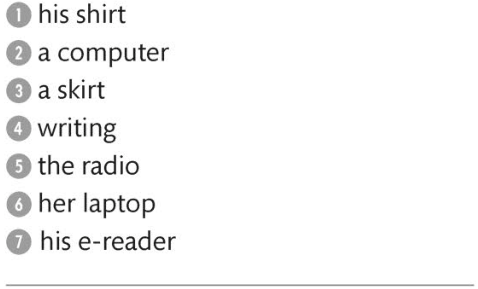 1 his shirt
2 a computer
3 a skirt
4 writing
5 the radio
6 her laptop
7 his e-reader